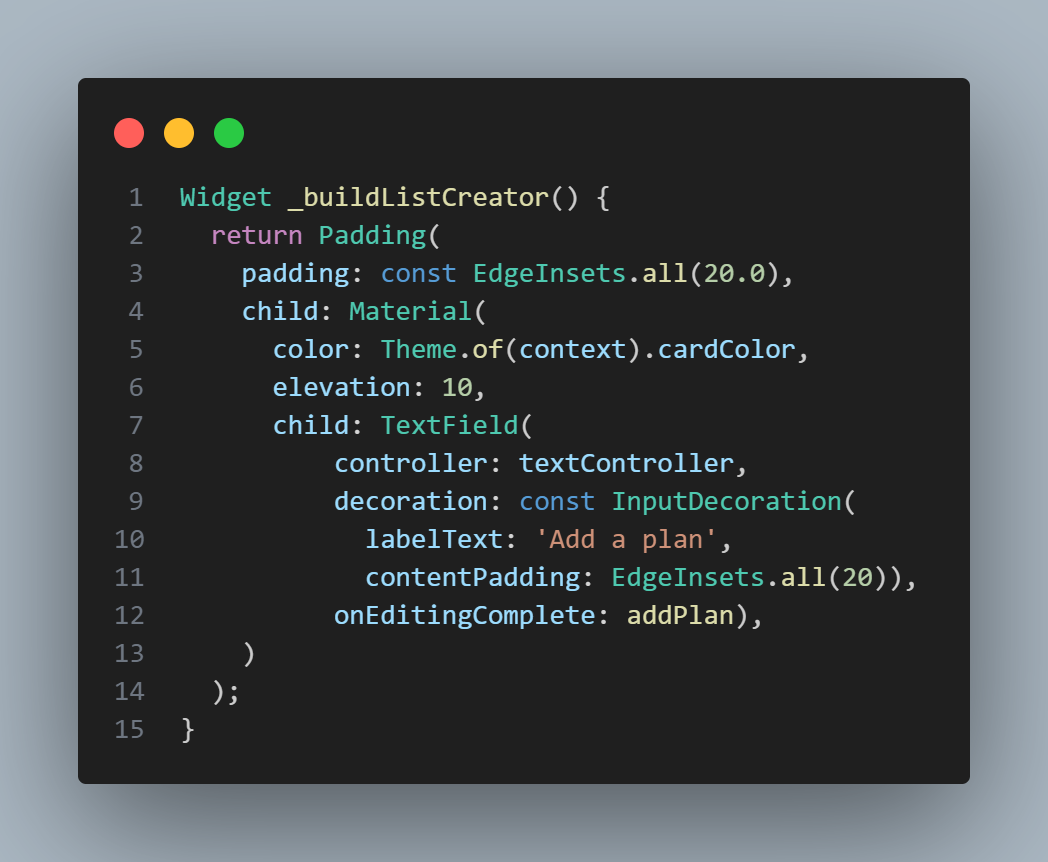 1 Widget _buildListCreator() {
2   return Padding(
3     padding: const EdgeInsets.all(20.0),
4     child: Material(
5       color: Theme.of(context).cardColor,
6       elevation: 10,
7       child: TextField(
8           controller: textController,
9           decoration: const InputDecoration(
10             labelText: 'Add a plan',
11             contentPadding: EdgeInsets.all(20)),
12           onEditingComplete: addPlan),
13     )
14   );
15 }